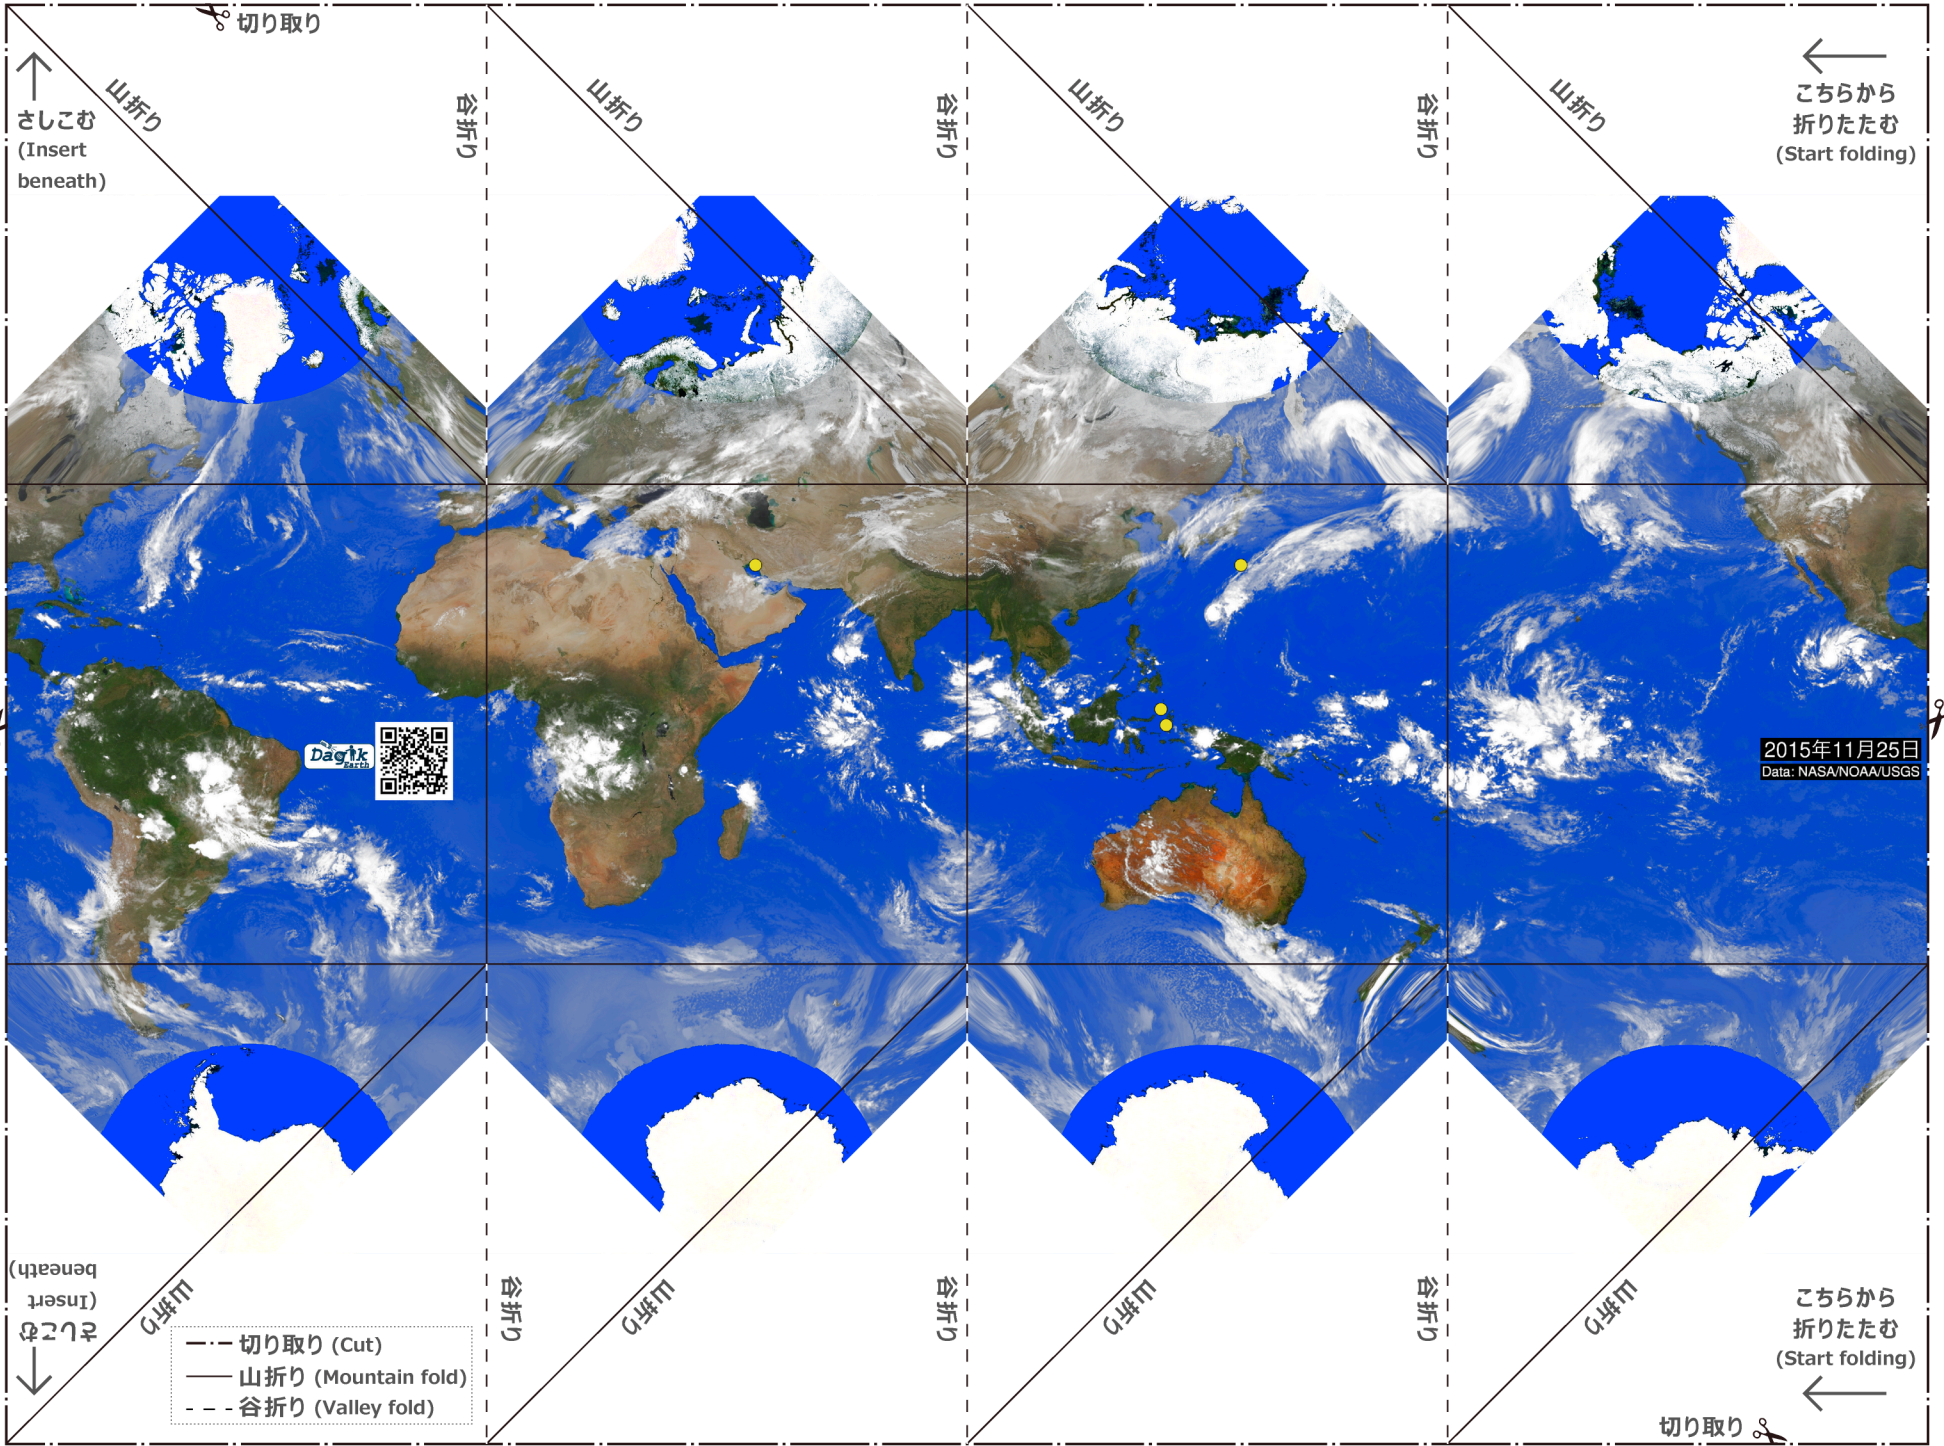 切り取り
山折り
谷折り
山折り
谷折り
山折り
谷折り
山折り
さしこむ
(Insert
beneath)
こちらから
折りたたむ
(Start folding)
Dagik
Earth
2015年11月25日
Data: NASA/NOAA/USGS
さしこむ
(Insert
beneath)
山折り
谷折り
山折り
谷折り
山折り
谷折り
山折り
こちらから
折りたたむ
(Start folding)
切り取り (Cut)
山折り (Mountain fold)
谷折り (Valley fold)
切り取り